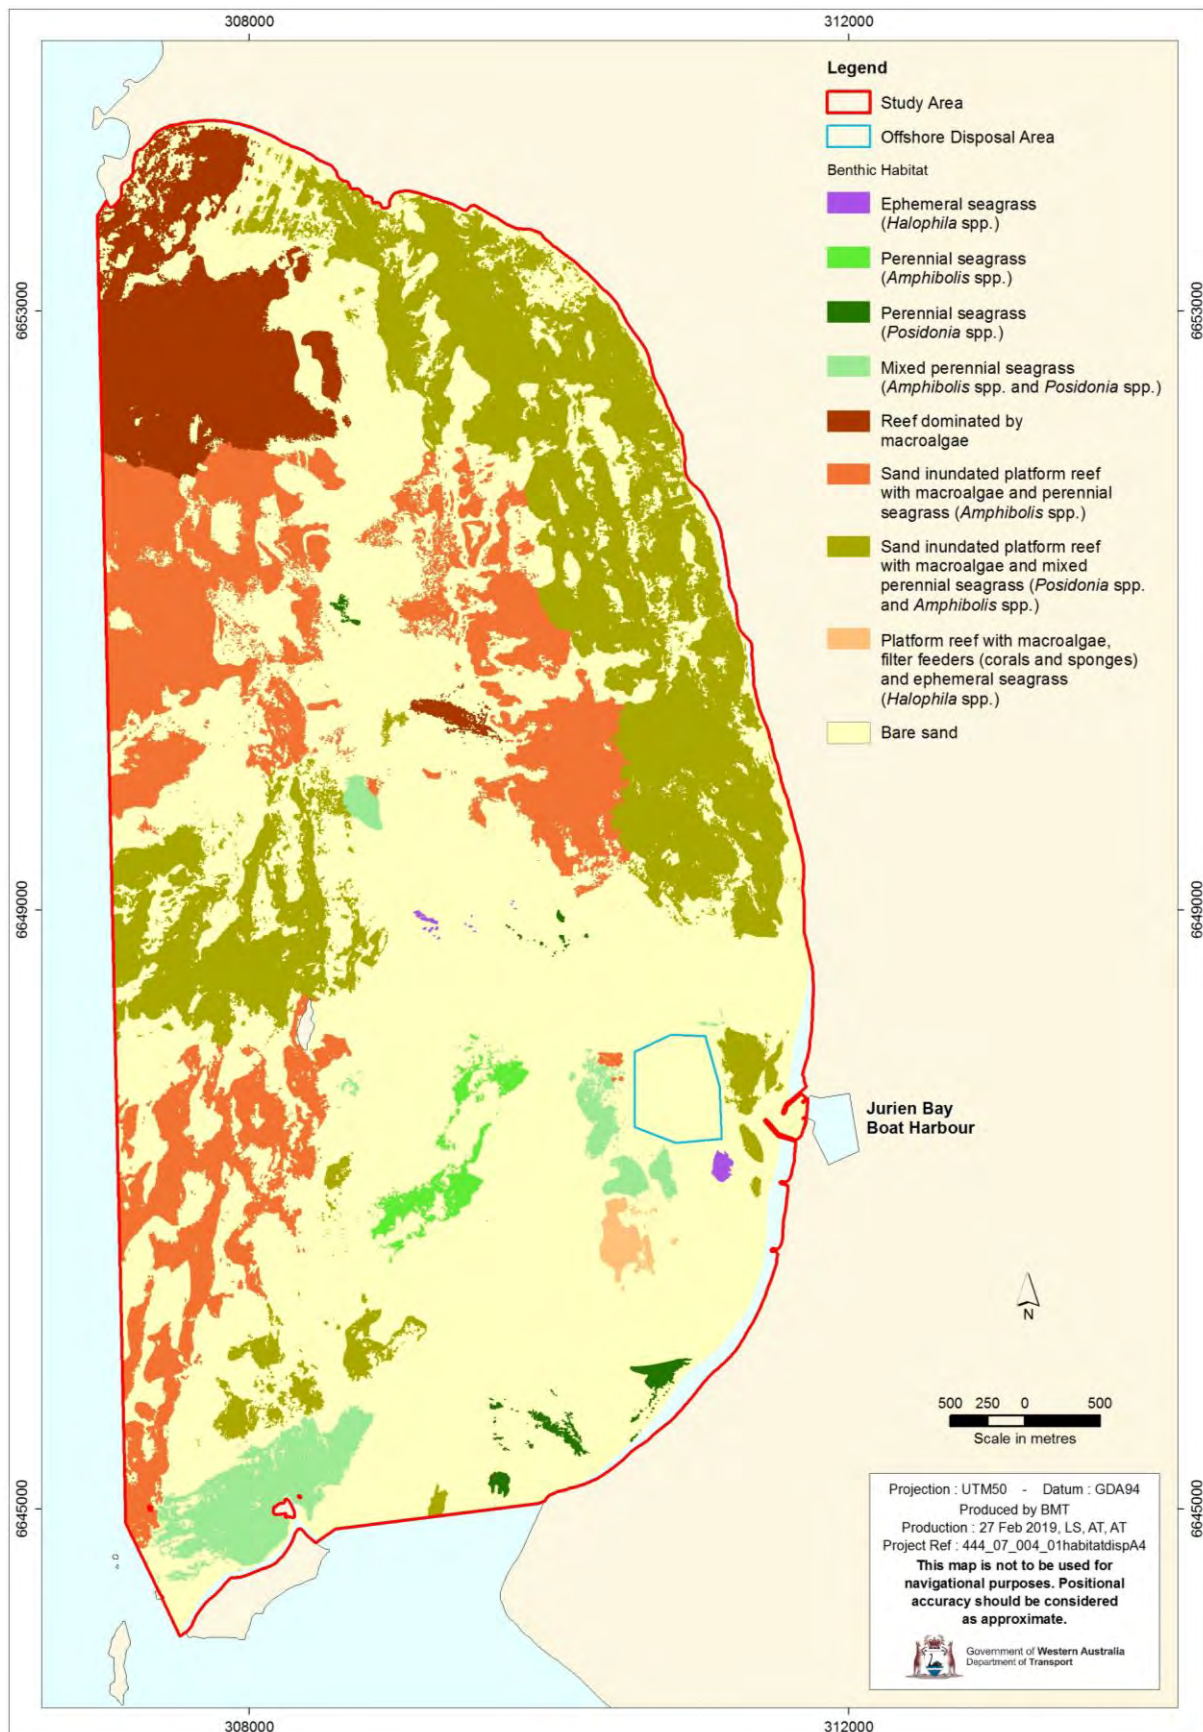 308000
312000
Legend
Study Area
Offshore Disposal Area
Benthic Habitat
Ephemeral seagrass
(Halophila spp.)
Perennial seagrass
(Amphibolis spp.)
Perennial seagrass
(Posidonia spp.)
Mixed perennial seagrass
(Amphibolis spp. and Posidonia spp.)
Reef dominated by
macroalgae
Sand inundated platform reef
with macroalgae and perennial
seagrass (Amphibolis spp.)
Sand inundated platform reef
with macroalgae and mixed
perennial seagrass (Posidonia spp.
and Amphibolis spp.)
Platform reef with macroalgae,
filter feeders (corals and sponges)
and ephemeral seagrass
(Halophila spp.)
Bare sand
6653000
6653000
6649000
6649000
Jurien Bay
Boat Harbour
N
500 250 0 500
Scale in metres
6645000
6645000
Projection : UTM50 - Datum : GDA94
Produced by BMT
Production : 27 Feb 2019, LS, AT, AT
Project Ref : 444_07_004_01habitatdispA4
This map is not to be used for
navigational purposes. Positional
accuracy should be considered
as approximate.
Government of Western Australia
Department of Transport
308000
312000